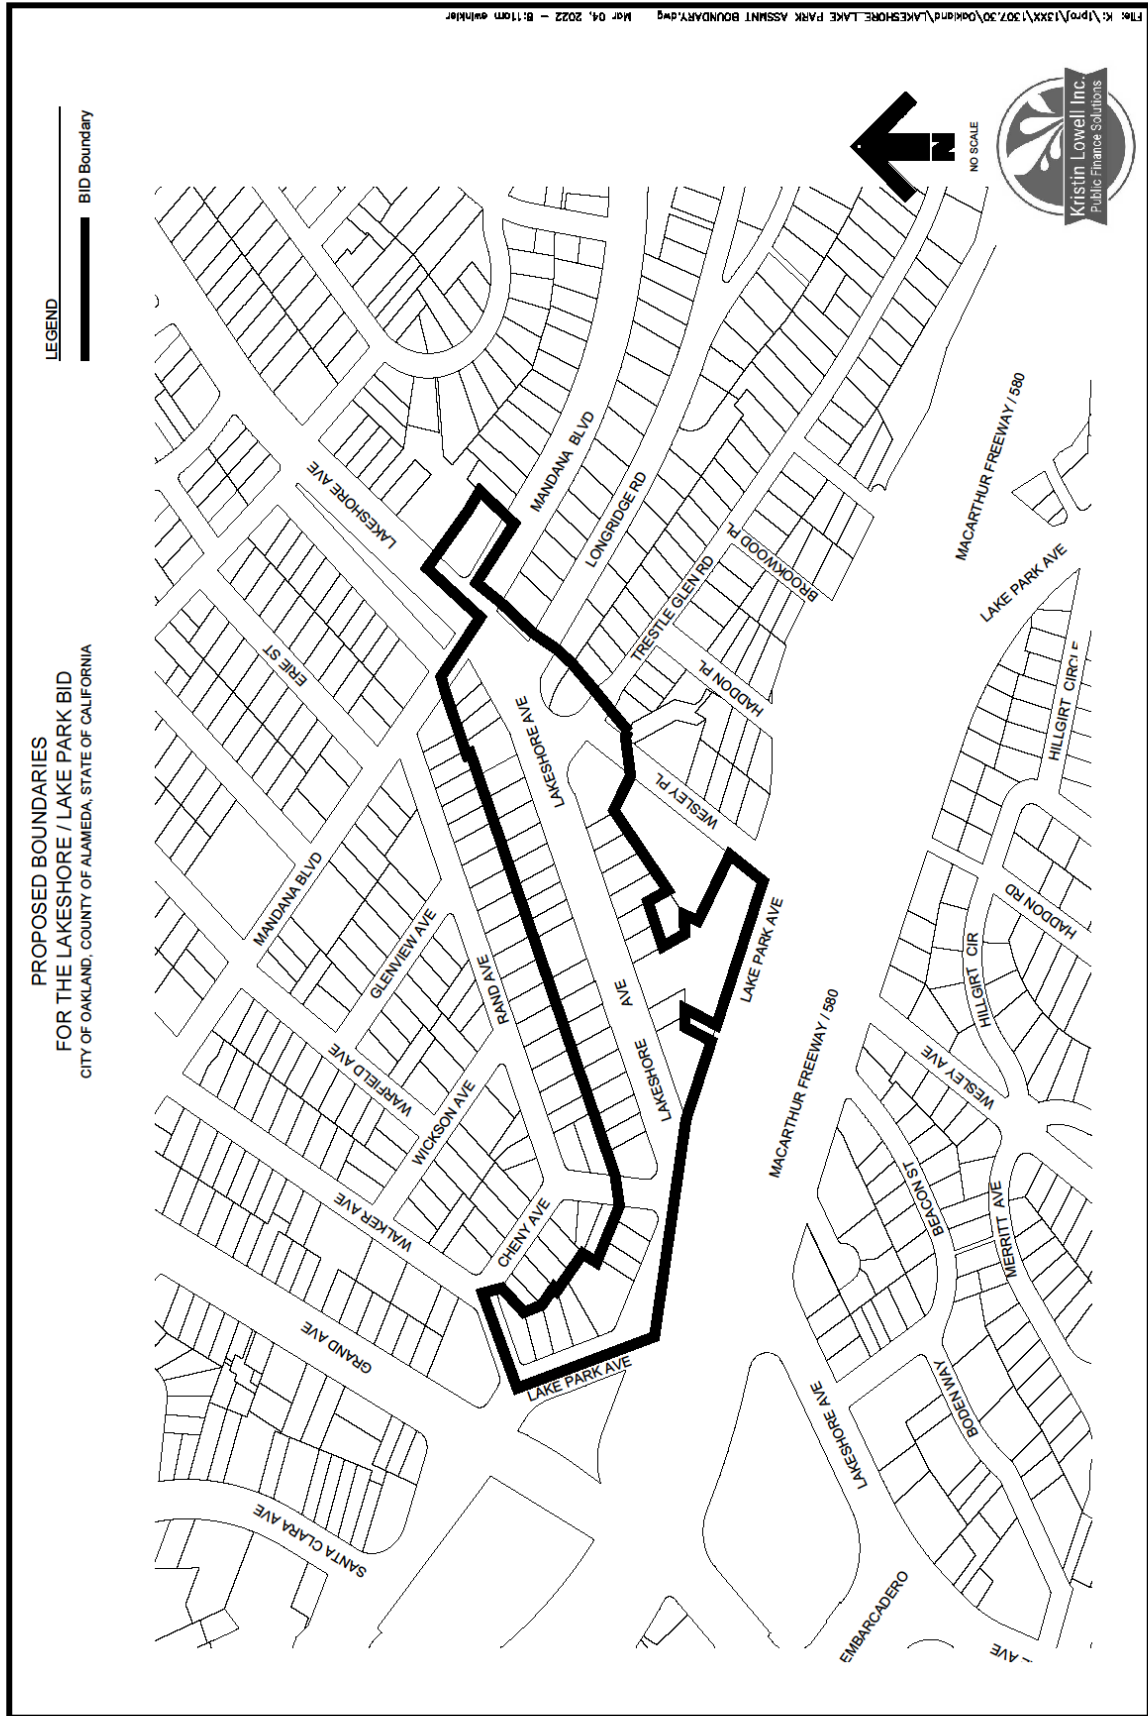 File: K:\1proj\13XX\1307.30\Oakland\LAKESHORE_LAKE PARK ASSMNT BOUNDARY.dwg Mar 04, 2022 - 8:11am ewinkler
PROPOSED BOUNDARIES
FOR THE LAKESHORE / LAKE PARK BID
CITY OF OAKLAND, COUNTY OF ALAMEDA, STATE OF CALIFORNIA
LEGEND
BID Boundary
N
NO SCALE
Kristin Lowell Inc.
Public Finance Solutions
LAKESHORE AVE
ERIE ST
MANDANA BLVD
MANDANA BLVD
LONGRIDGE RD
TRESTLE GLEN RD
BROOKWOOD PL
HADDON PL
WESLEY PL
LAKESHORE AVE
GLENVIEW AVE
RAND AVE
WARFIELD AVE
WICKSON AVE
WALKER AVE
CHENY AVE
LAKESHORE
AVE
LAKE PARK AVE
GRAND AVE
LAKE PARK AVE
SANTA CLARA AVE
MACARTHUR FREEWAY / 580
MACARTHUR FREEWAY / 580
LAKE PARK AVE
HILLGIRT CIRCLE
HADDON RD
HILLGIRT CIR
WESLEY AVE
BEACON ST
MERRITT AVE
BODEN WAY
LAKESHORE AVE
EMBARCADERO
AVE